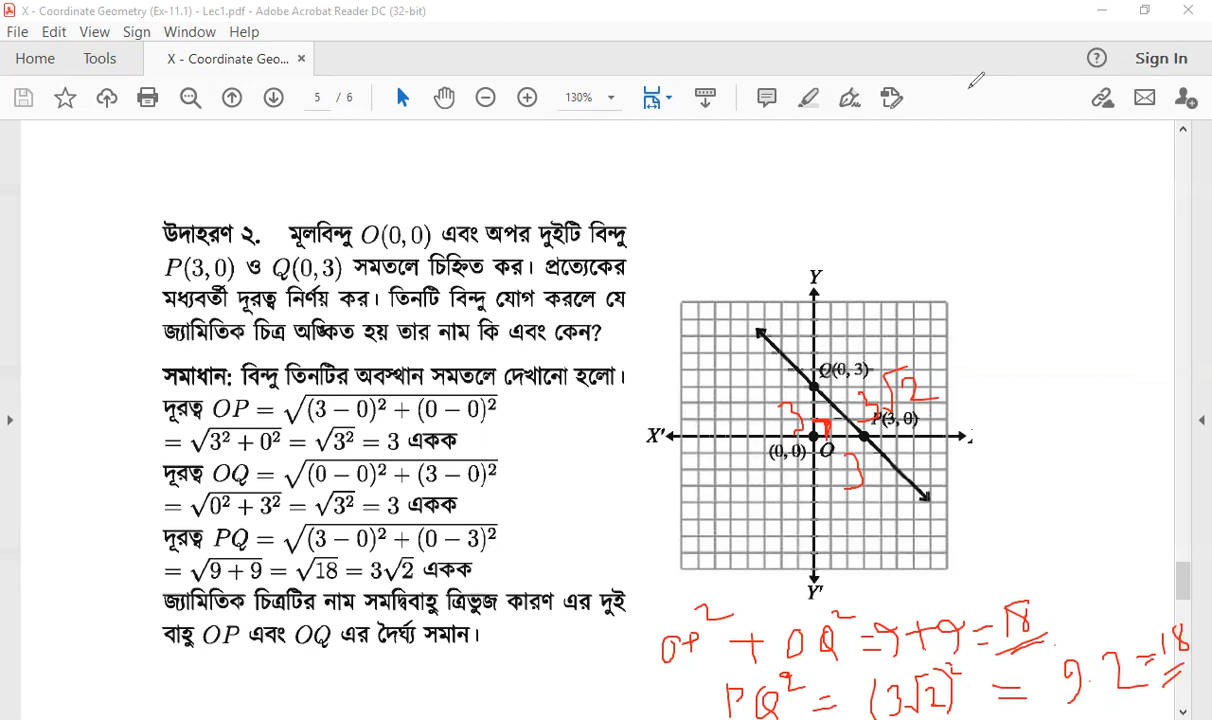 X - Coordinate Geometry (Ex-11.1) - Lec1.pdf - Adobe Acrobat Reader DC (32-bit)
File Edit View Sign Window Help
Home Tools X - Coordinate Geo... × Sign In
5 / 6 130%
উদাহরণ ২. মূলবিন্দু O(0, 0) এবং অপর দুইটি বিন্দু
P(3, 0) ও Q(0, 3) সমতলে চিহ্নিত কর। প্রত্যেকের
মধ্যবর্তী দূরত্ব নির্ণয় কর। তিনটি বিন্দু যোগ করলে যে
জ্যামিতিক চিত্র অঙ্কিত হয় তার নাম কি এবং কেন?
সমাধান: বিন্দু তিনটির অবস্থান সমতলে দেখানো হলো।
দূরত্ব OP = √((3 − 0)² + (0 − 0)²)
= √(3² + 0²) = √(3²) = 3 একক
দূরত্ব OQ = √((0 − 0)² + (3 − 0)²)
= √(0² + 3²) = √(3²) = 3 একক
দূরত্ব PQ = √((3 − 0)² + (0 − 3)²)
= √(9 + 9) = √18 = 3√2 একক
জ্যামিতিক চিত্রটির নাম সমদ্বিবাহু ত্রিভুজ কারণ এর দুই
বাহু OP এবং OQ এর দৈর্ঘ্য সমান।
Y
Q(0, 3)
3√2
3
P(3, 0)
X′
(0, 0) O
3
Y′
OP² + OQ² = 9 + 9 = 18
PQ² = (3√2)² = 9.2 = 18